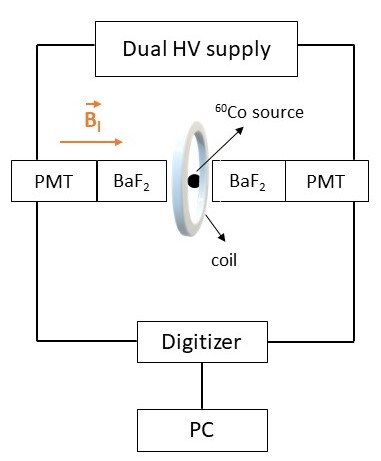 Dual HV supply
B⃗ₗ
⁶⁰Co source
PMT
BaF₂
BaF₂
PMT
coil
Digitizer
PC